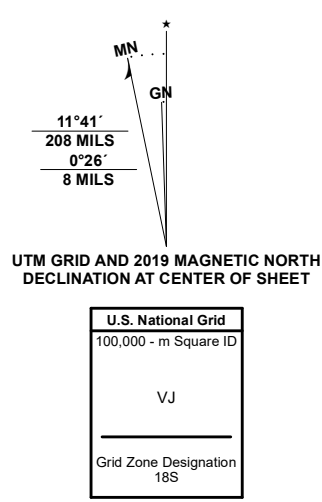 ★
MN
GN
11°41´
208 MILS
0°26´
8 MILS
UTM GRID AND 2019 MAGNETIC NORTH
DECLINATION AT CENTER OF SHEET
U.S. National Grid
100,000 - m Square ID
VJ
Grid Zone Designation
18S